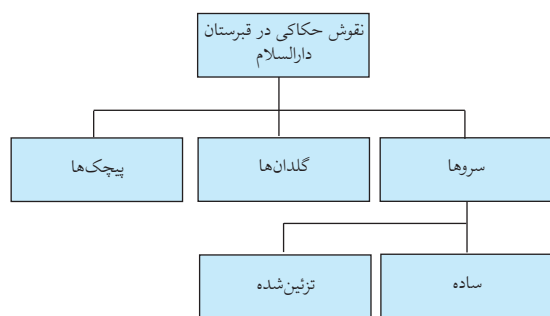 نقوش حکاکی در قبرستان
دارالسلام
سروها
گلدان‌ها
پیچک‌ها
ساده
تزئین‌شده